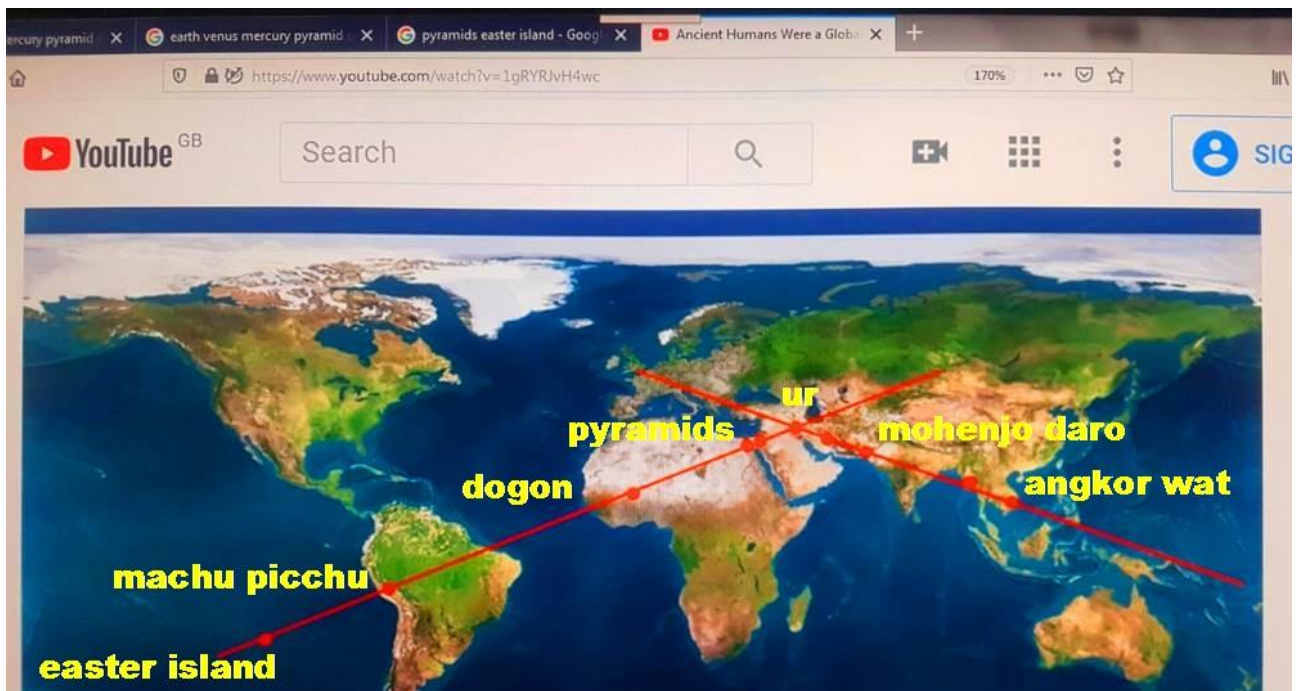 ercury pyramid
earth venus mercury pyramid
pyramids easter island - Googl
Ancient Humans Were a Globa
https://www.youtube.com/watch?v=1gRYRJvH4wc
170%
YouTube GB
Search
SIG
ur
pyramids
mohenjo daro
dogon
angkor wat
machu picchu
easter island